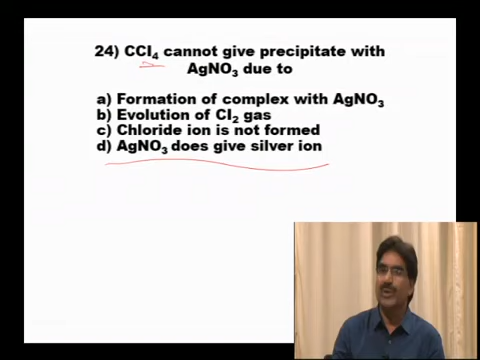 24) CCl₄ cannot give precipitate with
AgNO₃ due to
a) Formation of complex with AgNO₃
b) Evolution of Cl₂ gas
c) Chloride ion is not formed
d) AgNO₃ does give silver ion